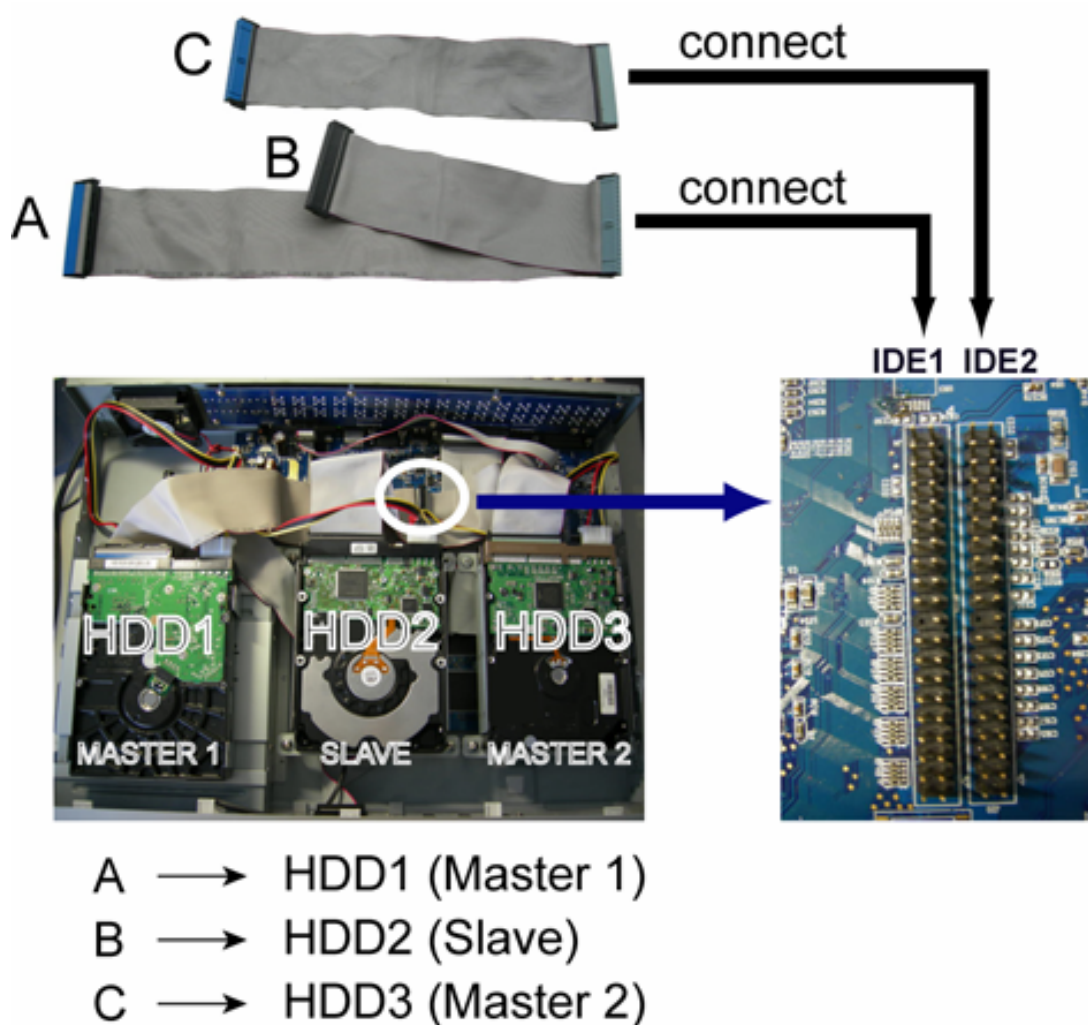 C
connect
B
connect
A
IDE1 IDE2
HDD1 HDD2 HDD3
MASTER 1 SLAVE MASTER 2
A → HDD1 (Master 1)
B → HDD2 (Slave)
C → HDD3 (Master 2)